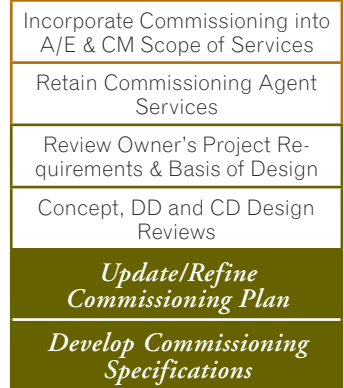 Incorporate Commissioning into
A/E & CM Scope of Services
Retain Commissioning Agent
Services
Review Owner's Project Re-
quirements & Basis of Design
Concept, DD and CD Design
Reviews
Update/Refine
Commissioning Plan
Develop Commissioning
Specifications